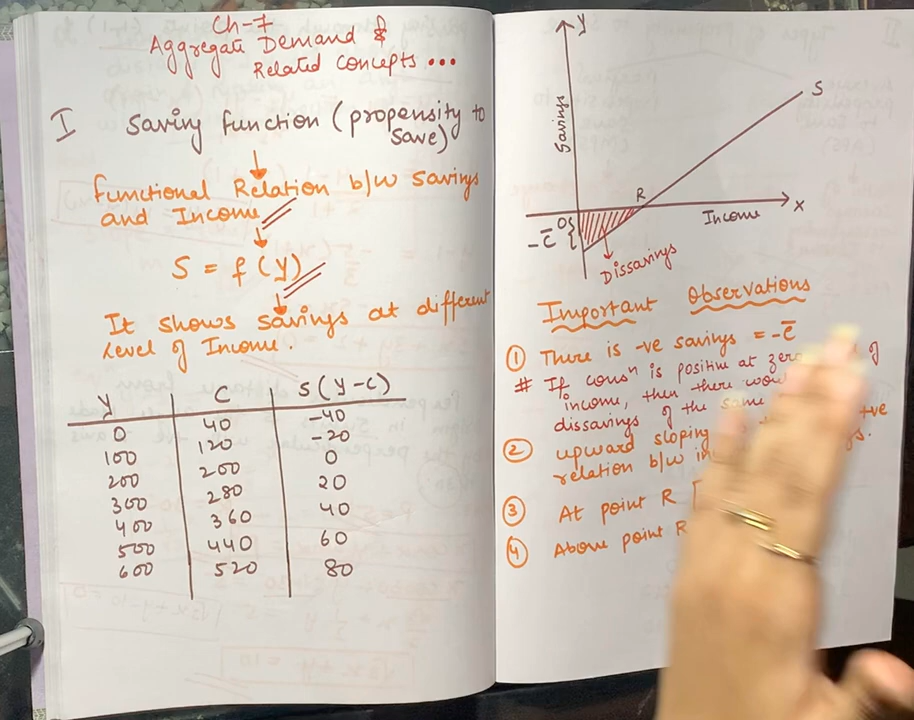 Ch-7
Aggregate Demand &
Related Concepts ...
I Saving function (propensity to
save)
functional Relation b/w savings
and Income
S = f(Y)
It shows savings at different
level of Income.
Y C S(Y-C)
0 40 -40
100 120 -20
200 200 0
300 280 20
400 360 40
500 440 60
600 520 80
y
Savings
S
R
O
Income
X
-C̅
Dissavings
Important Observations
① There is -ve savings = -C̅
# If consⁿ is positive at of
income, then there
dissavings of the same
② upward sloping +ve
relation b/w
③ At point R
④ Above point R